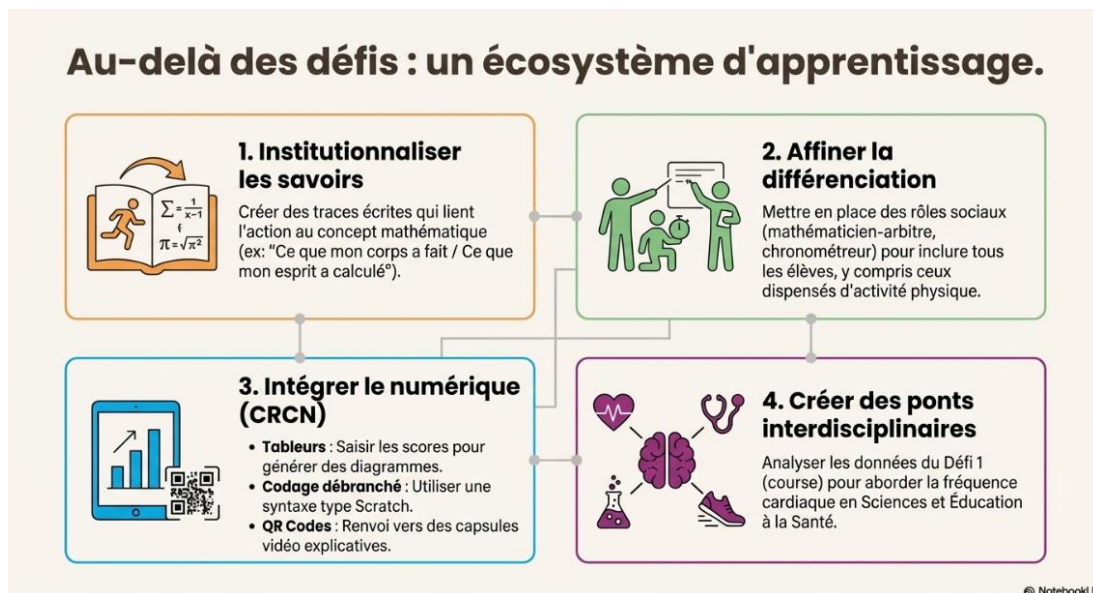 Au-delà des défis : un écosystème d'apprentissage.
1. Institutionnaliser
les savoirs
Créer des traces écrites qui lient
l'action au concept mathématique
(ex: "Ce que mon corps a fait / Ce que
mon esprit a calculé").
Σ=1/x-1
π=√π²
2. Affiner la
différenciation
Mettre en place des rôles sociaux
(mathématicien-arbitre,
chronométreur) pour inclure tous
les élèves, y compris ceux
dispensés d'activité physique.
3. Intégrer le numérique
(CRCN)
• Tableurs : Saisir les scores pour
générer des diagrammes.
• Codage débranché : Utiliser une
syntaxe type Scratch.
• QR Codes : Renvoi vers des capsules
vidéo explicatives.
4. Créer des ponts
interdisciplinaires
Analyser les données du Défi 1
(course) pour aborder la fréquence
cardiaque en Sciences et Éducation
à la Santé.